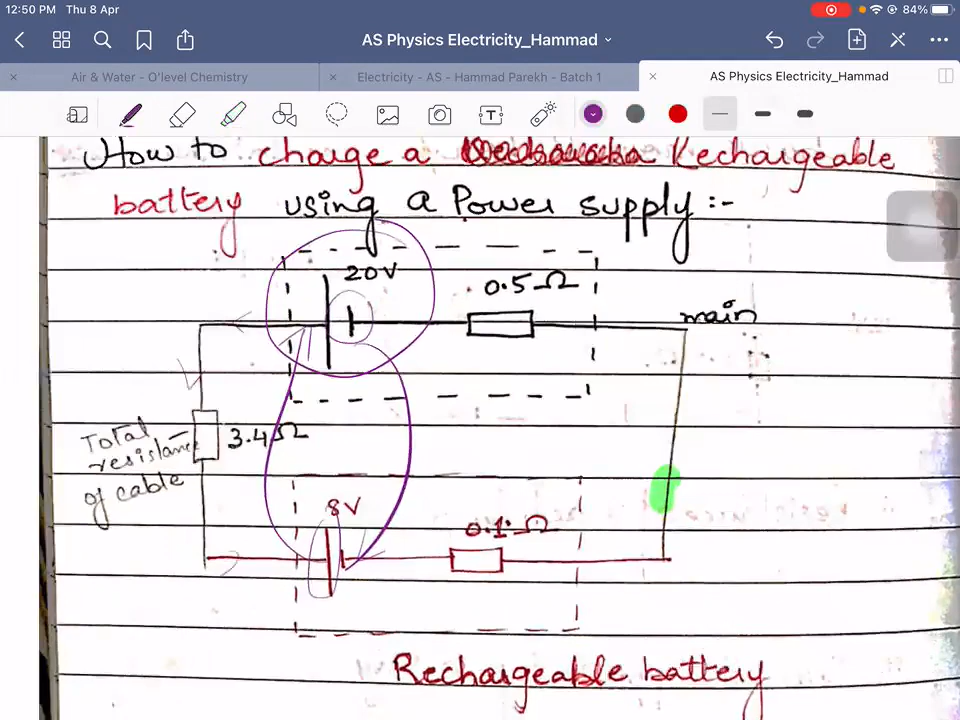 12:50 PM Thu 8 Apr
84%
AS Physics Electricity_Hammad
Air & Water - O'level Chemistry
Electricity - AS - Hammad Parekh - Batch 1
AS Physics Electricity_Hammad
How to charge a Rechargeable
battery using a Power supply :-
20V
0.5Ω
main
Total
resistance
of cable
3.4Ω
8V
0.1Ω
Rechargeable battery